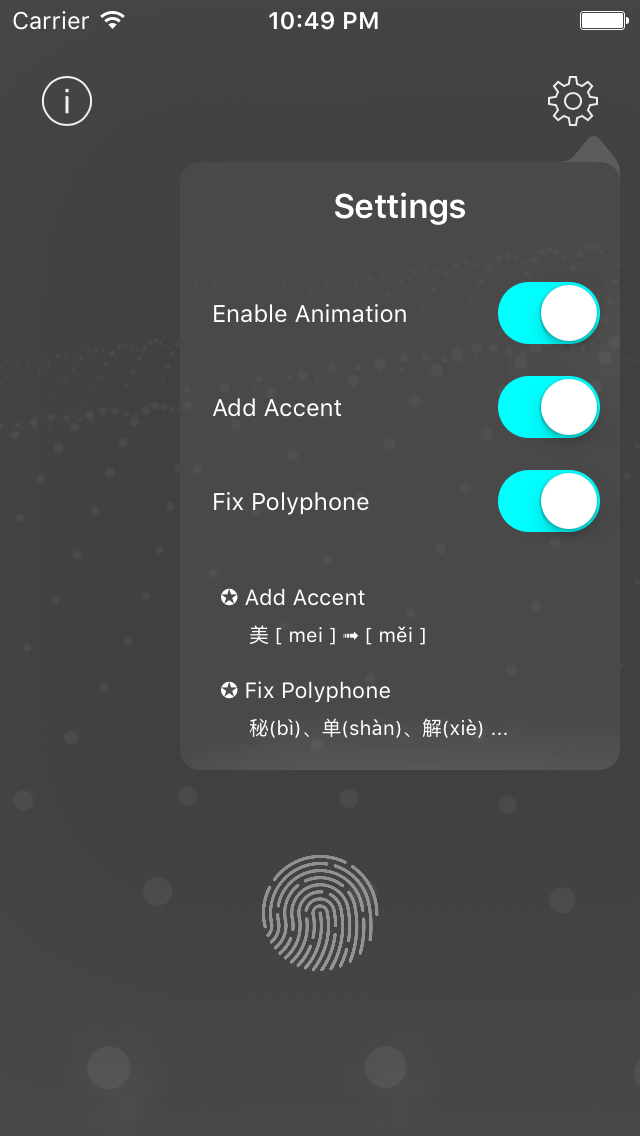 Carrier 10:49 PM
i
Settings
Enable Animation
Add Accent
Fix Polyphone
✪ Add Accent
美 [ mei ] ➟ [ měi ]
✪ Fix Polyphone
秘(bì)、单(shàn)、解(xiè) ...